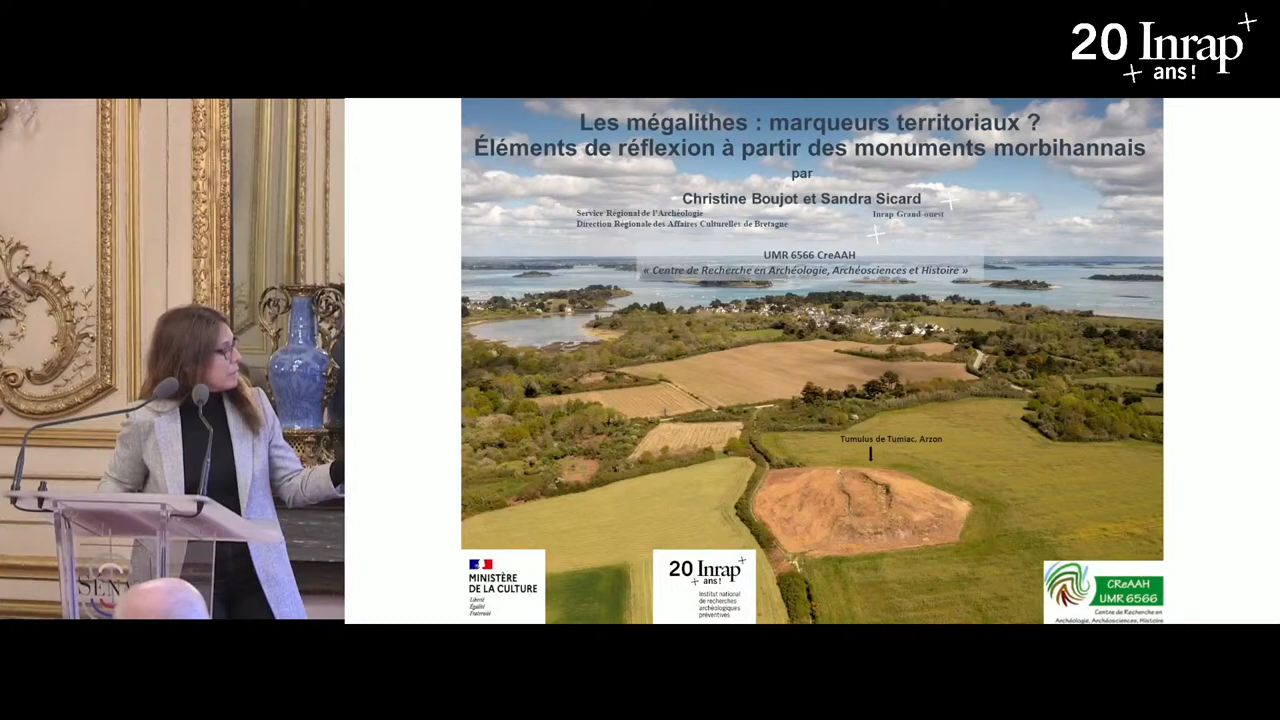 20 Inrap
ans !
Les mégalithes : marqueurs territoriaux ?
Éléments de réflexion à partir des monuments morbihannais
par
Christine Boujot et Sandra Sicard
Service Régional de l'Archéologie
Inrap Grand-ouest
Direction Régionale des Affaires Culturelles de Bretagne
UMR 6566 CReAAH
« Centre de Recherche en Archéologie, Archéosciences et Histoire »
Tumulus de Tumiac. Arzon
MINISTÈRE
DE LA CULTURE
Liberté
Égalité
Fraternité
20 Inrap
ans !
Institut national
de recherches
archéologiques
préventives
CReAAH
UMR 6566
Centre de Recherche en
Archéologie, Archéosciences, Histoire